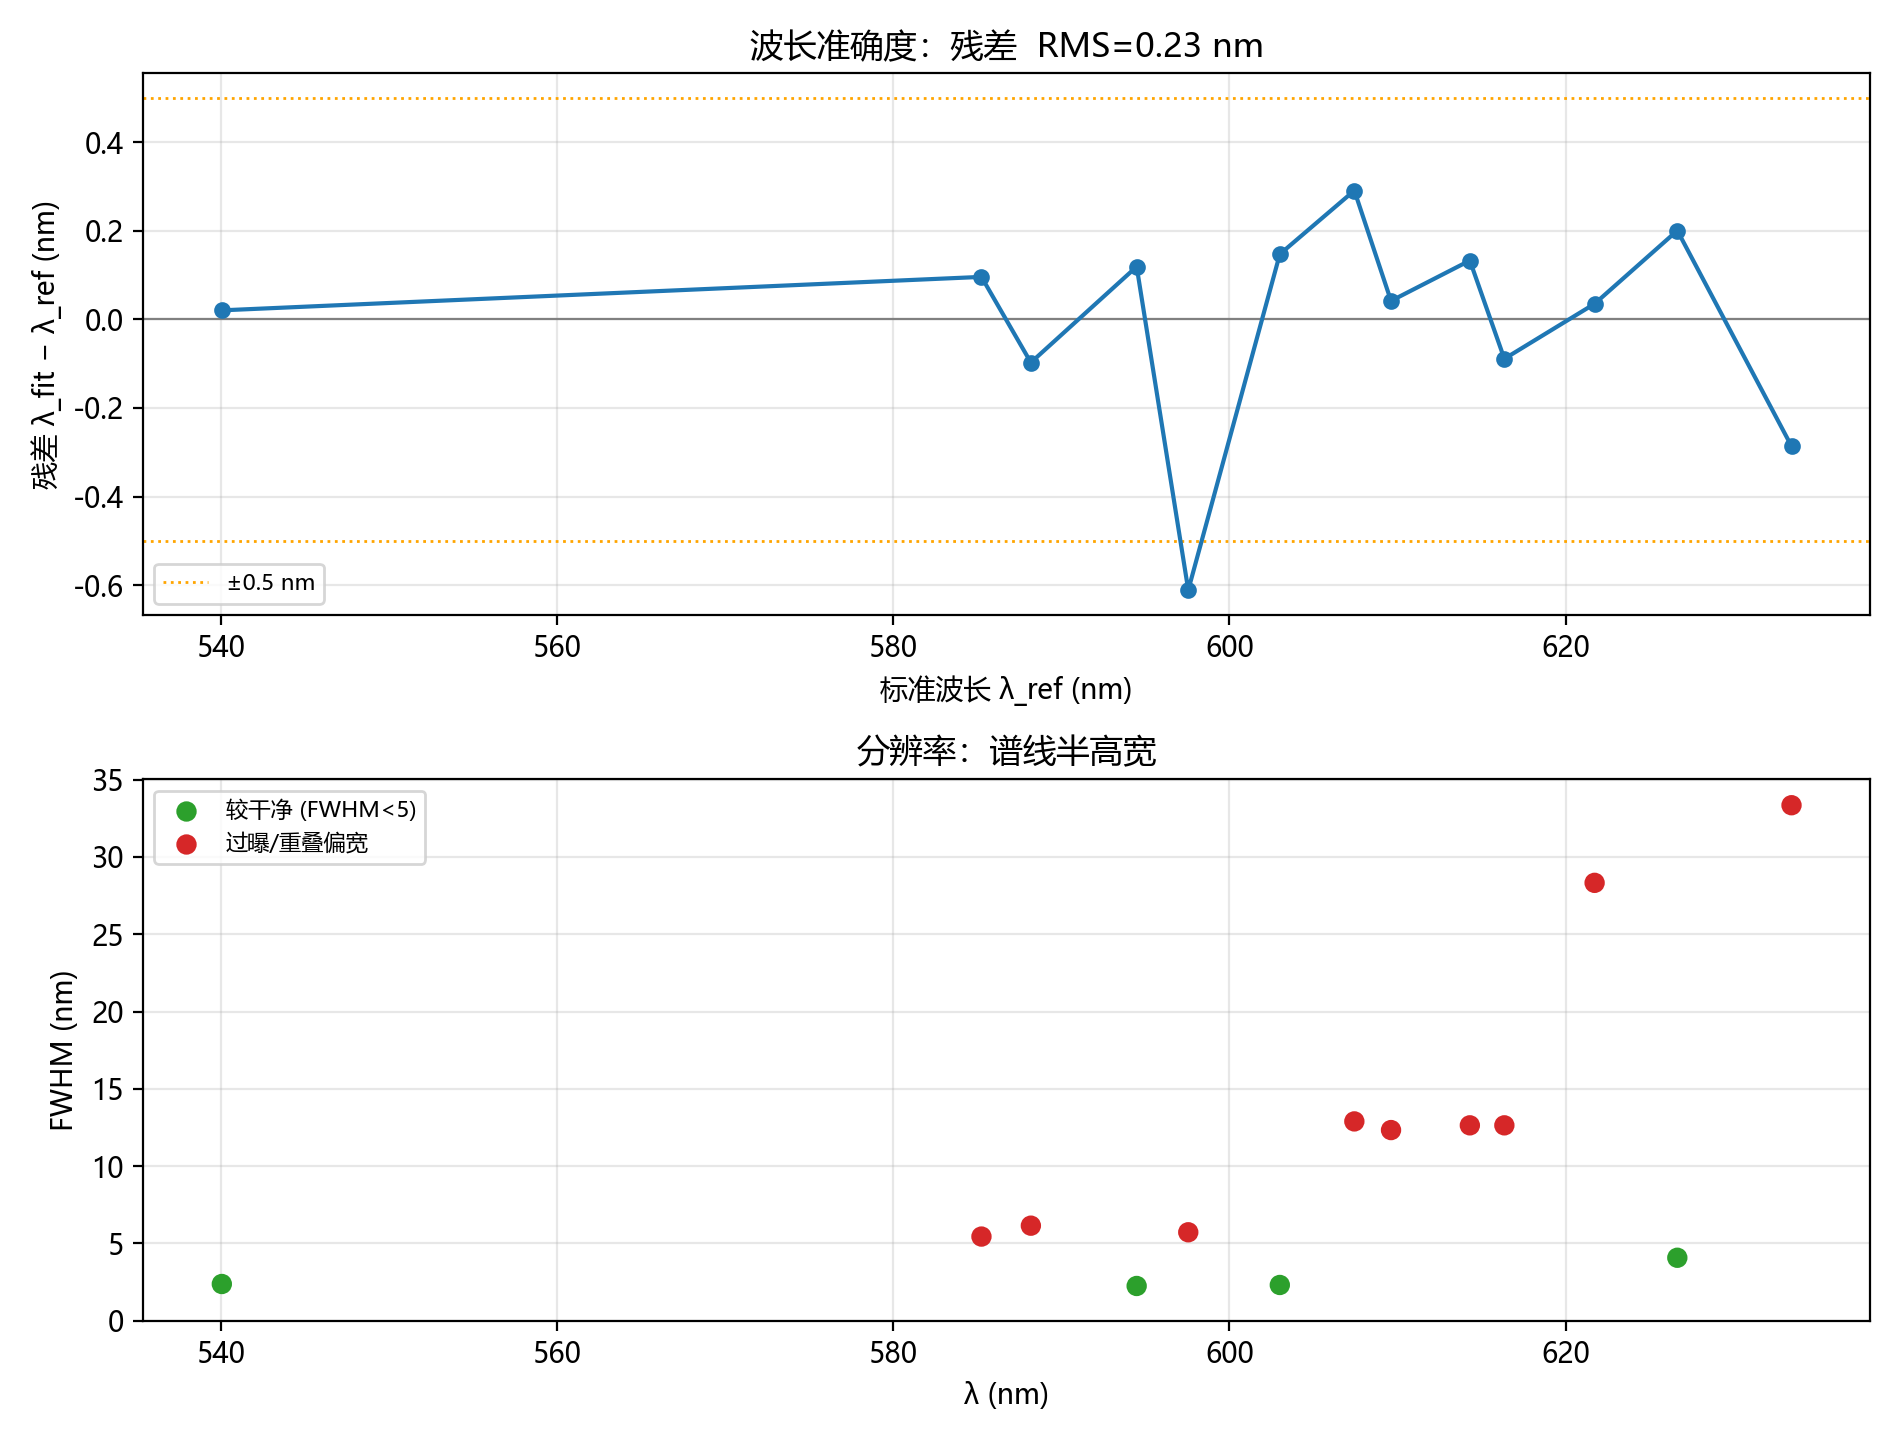 波长准确度：残差  RMS=0.23 nm
残差 λ_fit − λ_ref (nm)
0.4
0.2
0.0
-0.2
-0.4
-0.6
±0.5 nm
540 560 580 600 620
标准波长 λ_ref (nm)
分辨率：谱线半高宽
FWHM (nm)
35
30
25
20
15
10
5
0
较干净 (FWHM<5)
过曝/重叠偏宽
540 560 580 600 620
λ (nm)